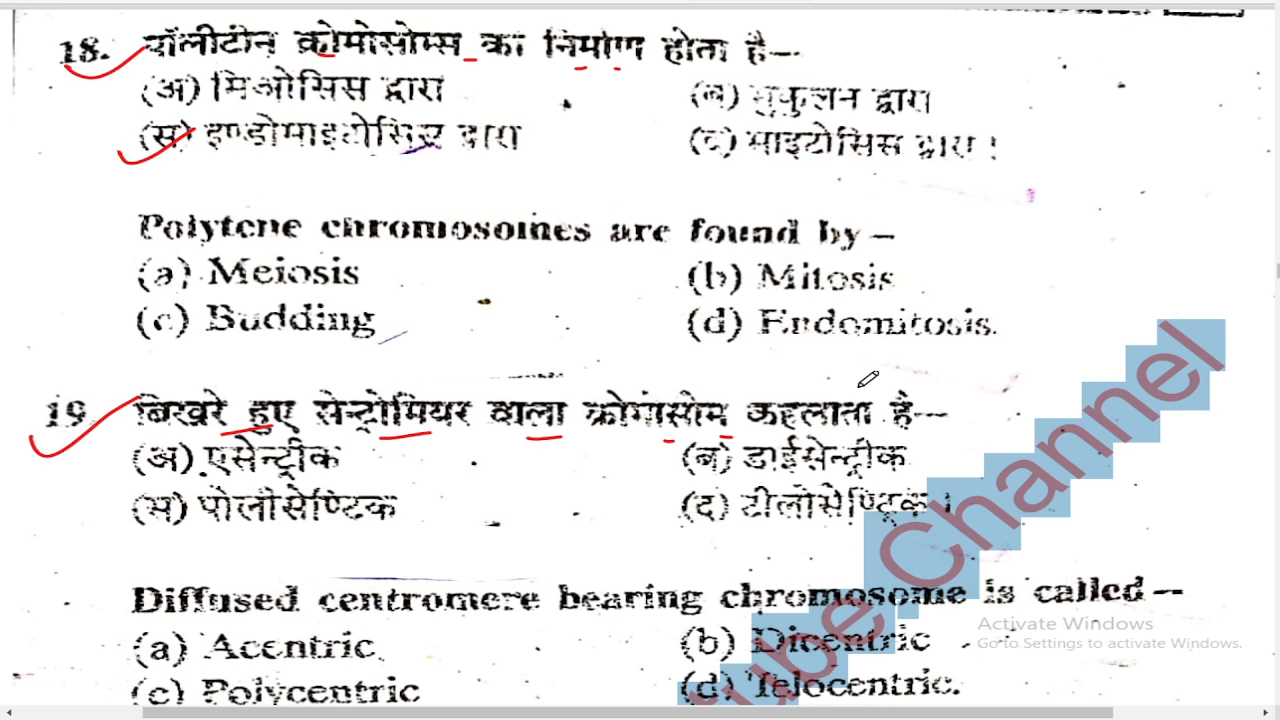 18. पॉलीटीन क्रोमोसोम्स का निर्माण होता है—
(अ) मिओसिस द्वारा (ब) मुकुलन द्वारा
(स) इण्डोमाइटोसिस द्वारा (द) माइटोसिस द्वारा ।
Polytene chromosomes are found by —
(a) Meiosis (b) Mitosis
(c) Budding (d) Endomitosis.
19. बिखरे हुए सेन्ट्रोमियर वाला क्रोमोसोम कहलाता है—
(अ) एसेन्ट्रीक (ब) डाईसेन्ट्रीक
(स) पोलीसेण्टिक (द) टीलोसेण्ट्रिक ।
Diffused centromere bearing chromosome is called —
(a) Acentric (b) Dicentric
(c) Polycentric (d) Telocentric.
tube Channel
Activate Windows
Go to Settings to activate Windows.